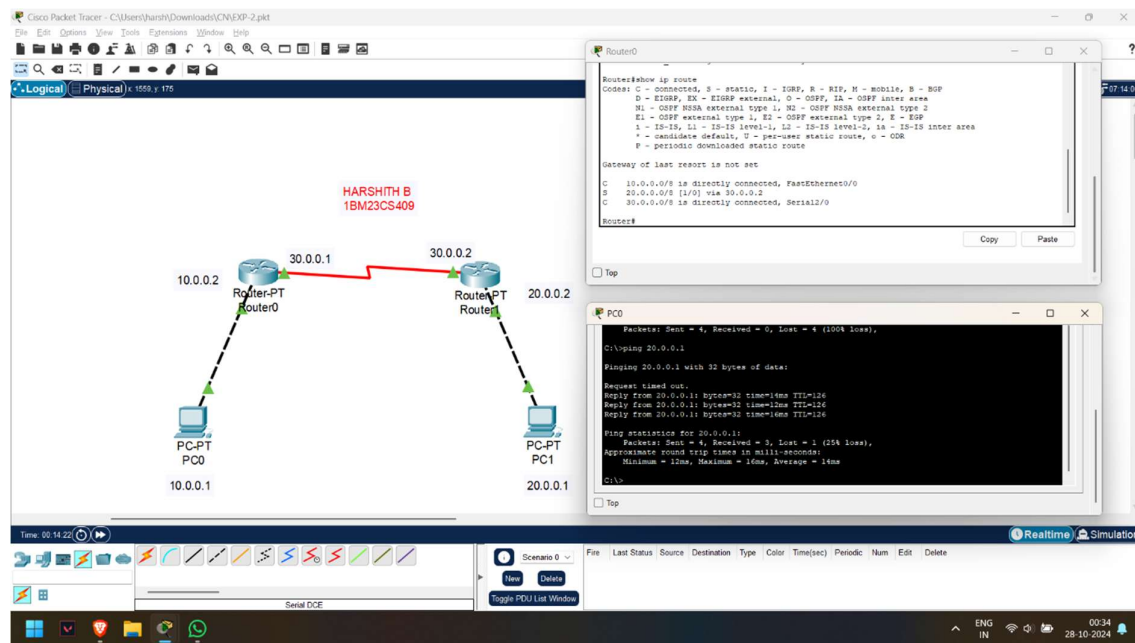 Cisco Packet Tracer - C:\Users\harsh\Downloads\CN\EXP-2.pkt
File Edit Options View Tools Extensions Window Help
Logical Physical x: 1559, y: 175
07:14:00
HARSHITH B
1BM23CS409
30.0.0.1
30.0.0.2
10.0.0.2
20.0.0.2
Router-PT
Router0
Router-PT
PC-PT
PC0
PC-PT
PC1
10.0.0.1
20.0.0.1
Router0
Router#show ip route
Codes: C - connected, S - static, I - IGRP, R - RIP, M - mobile, B - BGP
D - EIGRP, EX - EIGRP external, O - OSPF, IA - OSPF inter area
N1 - OSPF NSSA external type 1, N2 - OSPF NSSA external type 2
E1 - OSPF external type 1, E2 - OSPF external type 2, E - EGP
i - IS-IS, L1 - IS-IS level-1, L2 - IS-IS level-2, ia - IS-IS inter area
* - candidate default, U - per-user static route, o - ODR
P - periodic downloaded static route
Gateway of last resort is not set
C 10.0.0.0/8 is directly connected, FastEthernet0/0
S 20.0.0.0/8 [1/0] via 30.0.0.2
C 30.0.0.0/8 is directly connected, Serial2/0
Router#
Copy Paste
Top
PC0
Packets: Sent = 4, Received = 0, Lost = 4 (100% loss),
C:\>ping 20.0.0.1
Pinging 20.0.0.1 with 32 bytes of data:
Request timed out.
Reply from 20.0.0.1: bytes=32 time=14ms TTL=126
Reply from 20.0.0.1: bytes=32 time=12ms TTL=126
Reply from 20.0.0.1: bytes=32 time=16ms TTL=126
Ping statistics for 20.0.0.1:
Packets: Sent = 4, Received = 3, Lost = 1 (25% loss),
Approximate round trip times in milli-seconds:
Minimum = 12ms, Maximum = 16ms, Average = 14ms
C:\>
Top
Time: 00:14:22
Realtime Simulation
Scenario 0
New Delete
Toggle PDU List Window
Fire Last Status Source Destination Type Color Time(sec) Periodic Num Edit Delete
Serial DCE
ENG
IN
00:34
28-10-2024